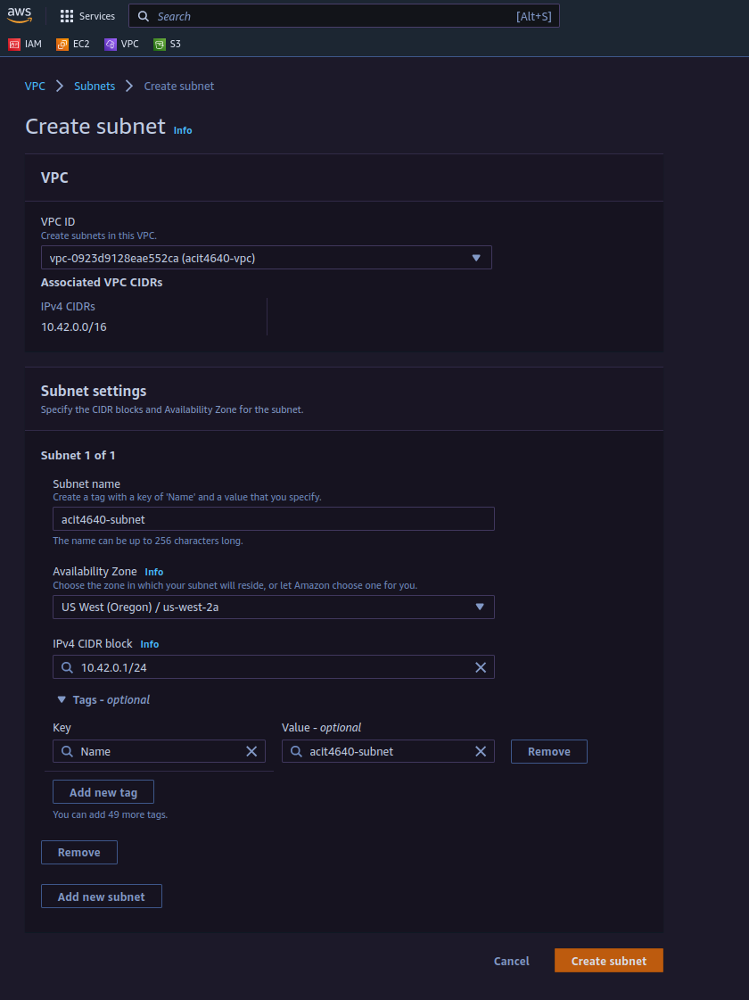 aws
Services
Search [Alt+S]
IAM EC2 VPC S3
VPC Subnets Create subnet
Create subnet Info
VPC
VPC ID
Create subnets in this VPC.
vpc-0923d9128eae552ca (acit4640-vpc)
Associated VPC CIDRs
IPv4 CIDRs
10.42.0.0/16
Subnet settings
Specify the CIDR blocks and Availability Zone for the subnet.
Subnet 1 of 1
Subnet name
Create a tag with a key of 'Name' and a value that you specify.
acit4640-subnet
The name can be up to 256 characters long.
Availability Zone Info
Choose the zone in which your subnet will reside, or let Amazon choose one for you.
US West (Oregon) / us-west-2a
IPv4 CIDR block Info
10.42.0.1/24
Tags - optional
Key Value - optional
Name acit4640-subnet Remove
Add new tag
You can add 49 more tags.
Remove
Add new subnet
Cancel Create subnet